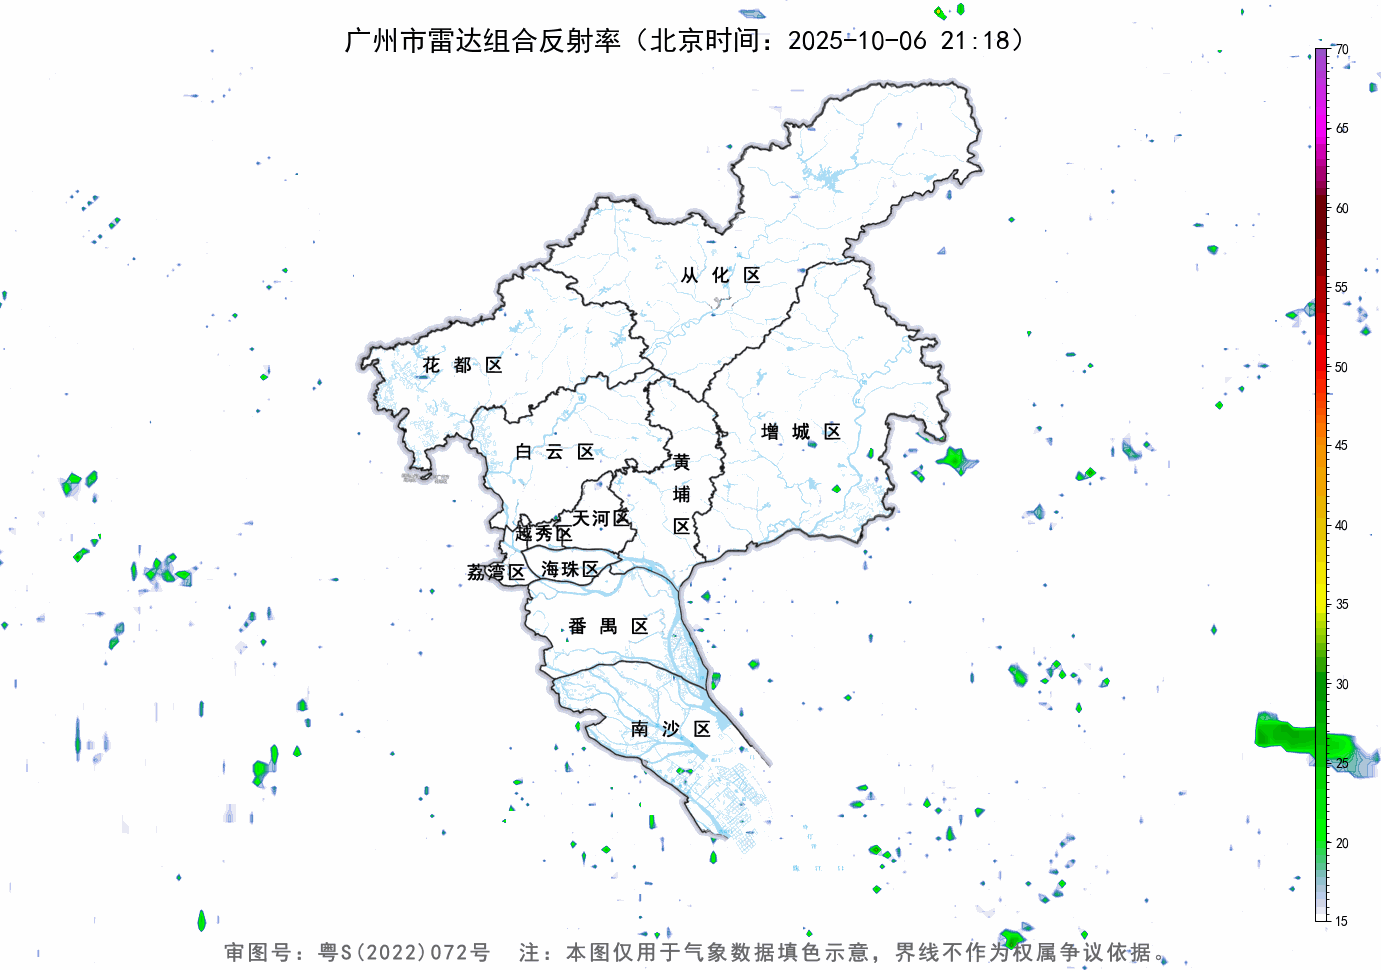 广州市雷达组合反射率（北京时间：2025-10-06 21:18）
70
65
60
55
50
45
40
35
30
25
20
15
从化区
花都区
增城区
白云区
黄埔区
天河区
越秀区
荔湾区
海珠区
番禺区
南沙区
审图号：粤S(2022)072号 注：本图仅用于气象数据填色示意，界线不作为权属争议依据。